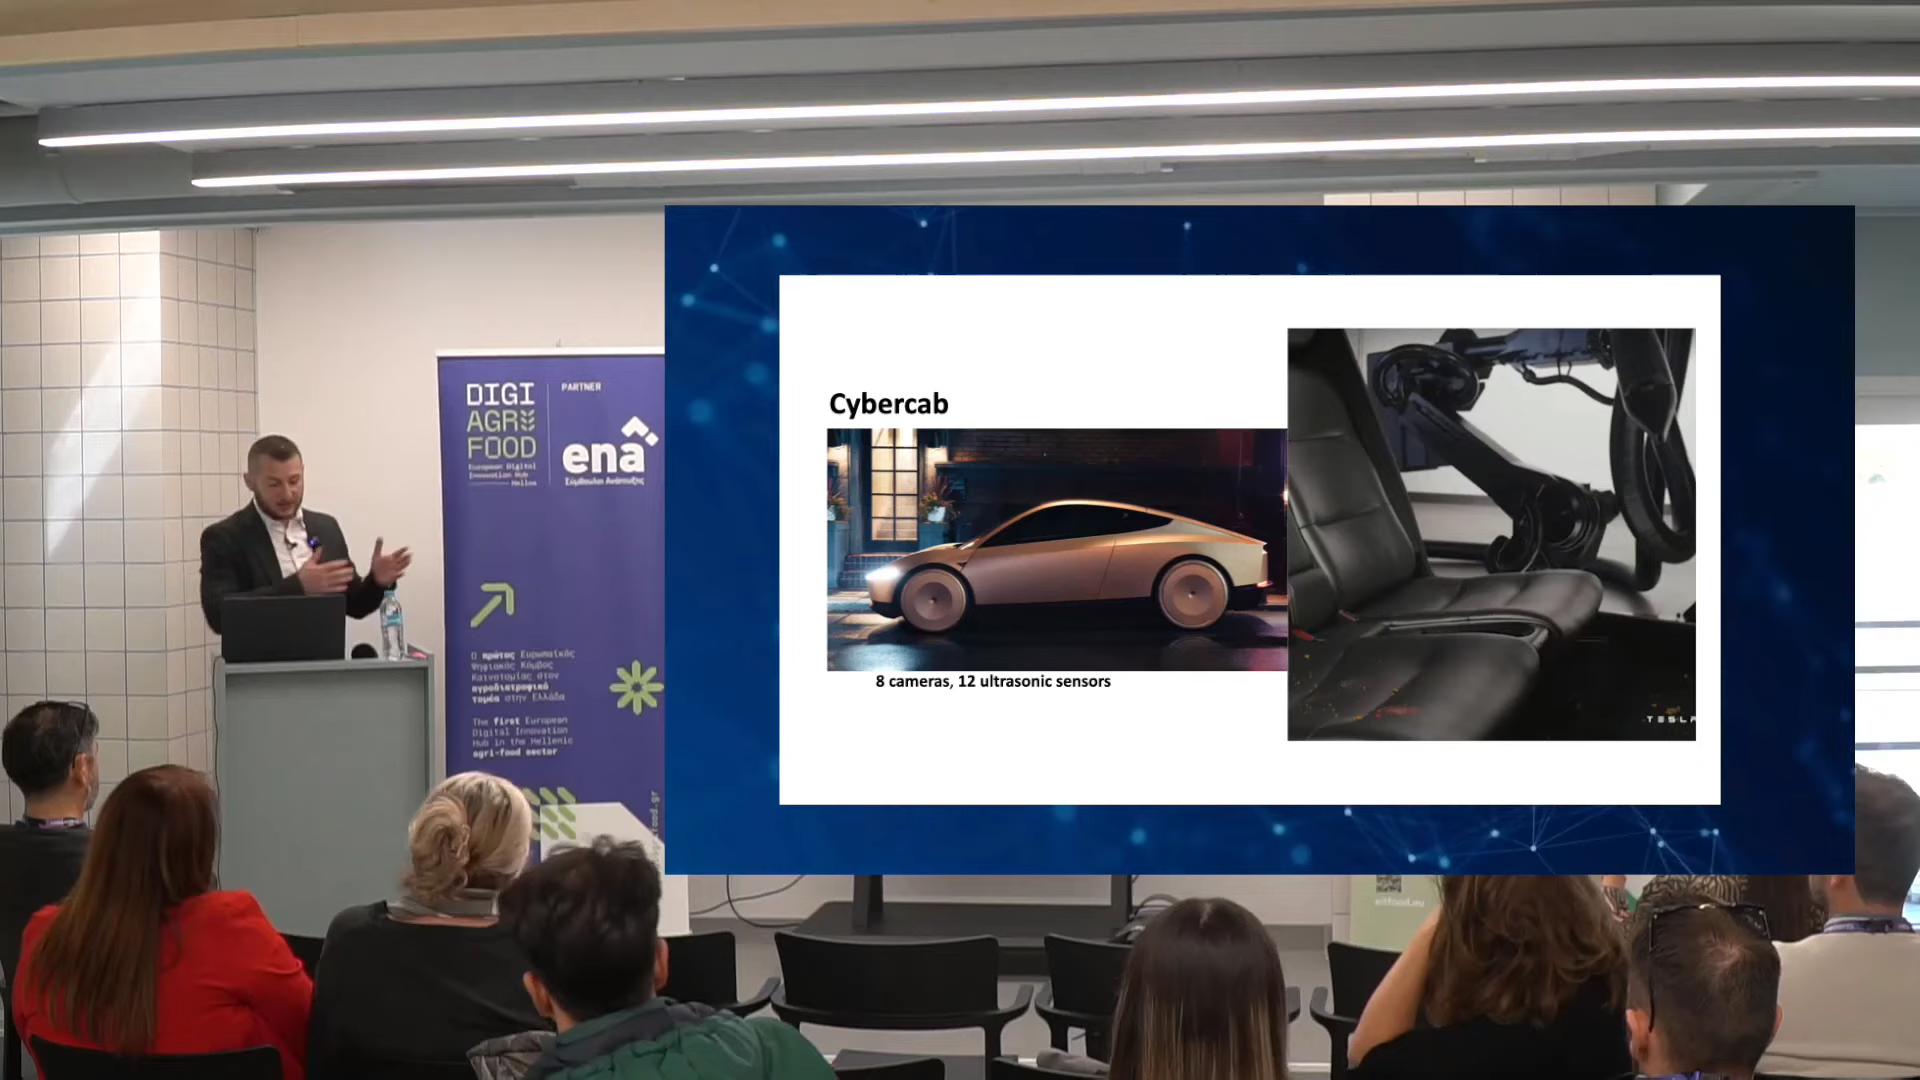 DIGI
AGRI
FOOD
European Digital
Innovation Hub
Hellas
PARTNER
ena
Σύμβουλοι Ανάπτυξης
Ο πρώτος Ευρωπαϊκός
Ψηφιακός Κόμβος
Καινοτομίας στον
αγροδιατροφικό
τομέα στην Ελλάδα
The first European
Digital Innovation
Hub in the Hellenic
agri-food sector
Cybercab
8 cameras, 12 ultrasonic sensors
TESLA
eitfood.eu